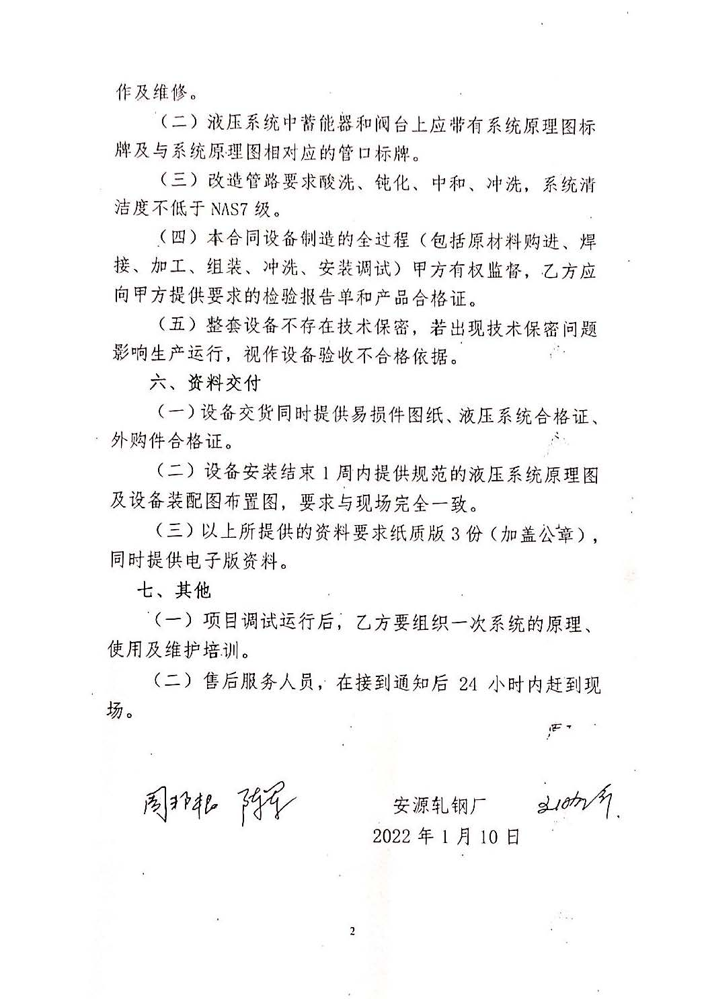 作及维修。
（二）液压系统中蓄能器和阀台上应带有系统原理图标
牌及与系统原理图相对应的管口标牌。
（三）改造管路要求酸洗、钝化、中和、冲洗，系统清
洁度不低于 NAS7 级。
（四）本合同设备制造的全过程（包括原材料购进、焊
接、加工、组装、冲洗、安装调试）甲方有权监督，乙方应
向甲方提供要求的检验报告单和产品合格证。
（五）整套设备不存在技术保密，若出现技术保密问题
影响生产运行，视作设备验收不合格依据。
六、资料交付
（一）设备交货同时提供易损件图纸、液压系统合格证、
外购件合格证。
（二）设备安装结束 1 周内提供规范的液压系统原理图
及设备装配图布置图，要求与现场完全一致。
（三）以上所提供的资料要求纸质版 3 份（加盖公章），
同时提供电子版资料。
七、其他
（一）项目调试运行后，乙方要组织一次系统的原理、
使用及维护培训。
（二）售后服务人员，在接到通知后 24 小时内赶到现
场。
周邦根 陈军 安源轧钢厂
2022 年 1 月 10 日
2